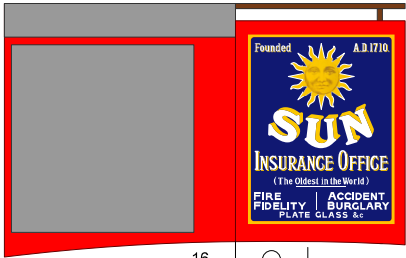 Founded A.D.1710.
SUN
INSURANCE OFFICE
(The Oldest in the World)
FIRE ACCIDENT
FIDELITY BURGLARY
PLATE GLASS &c
16